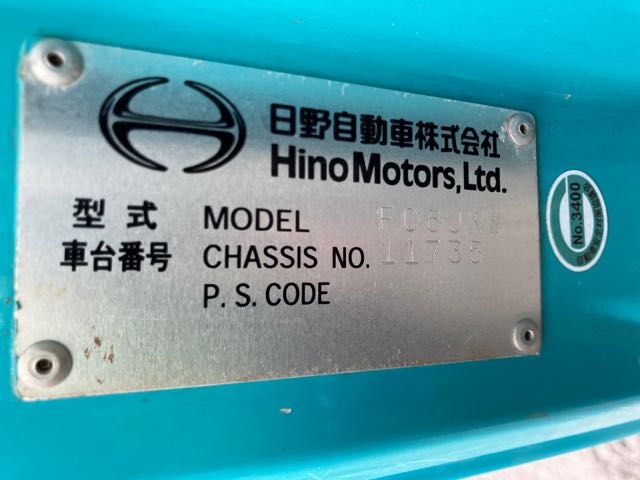 日野自動車株式会社
Hino Motors, Ltd.
型式 MODEL
車台番号 CHASSIS NO. 11735
P. S. CODE
No.3400